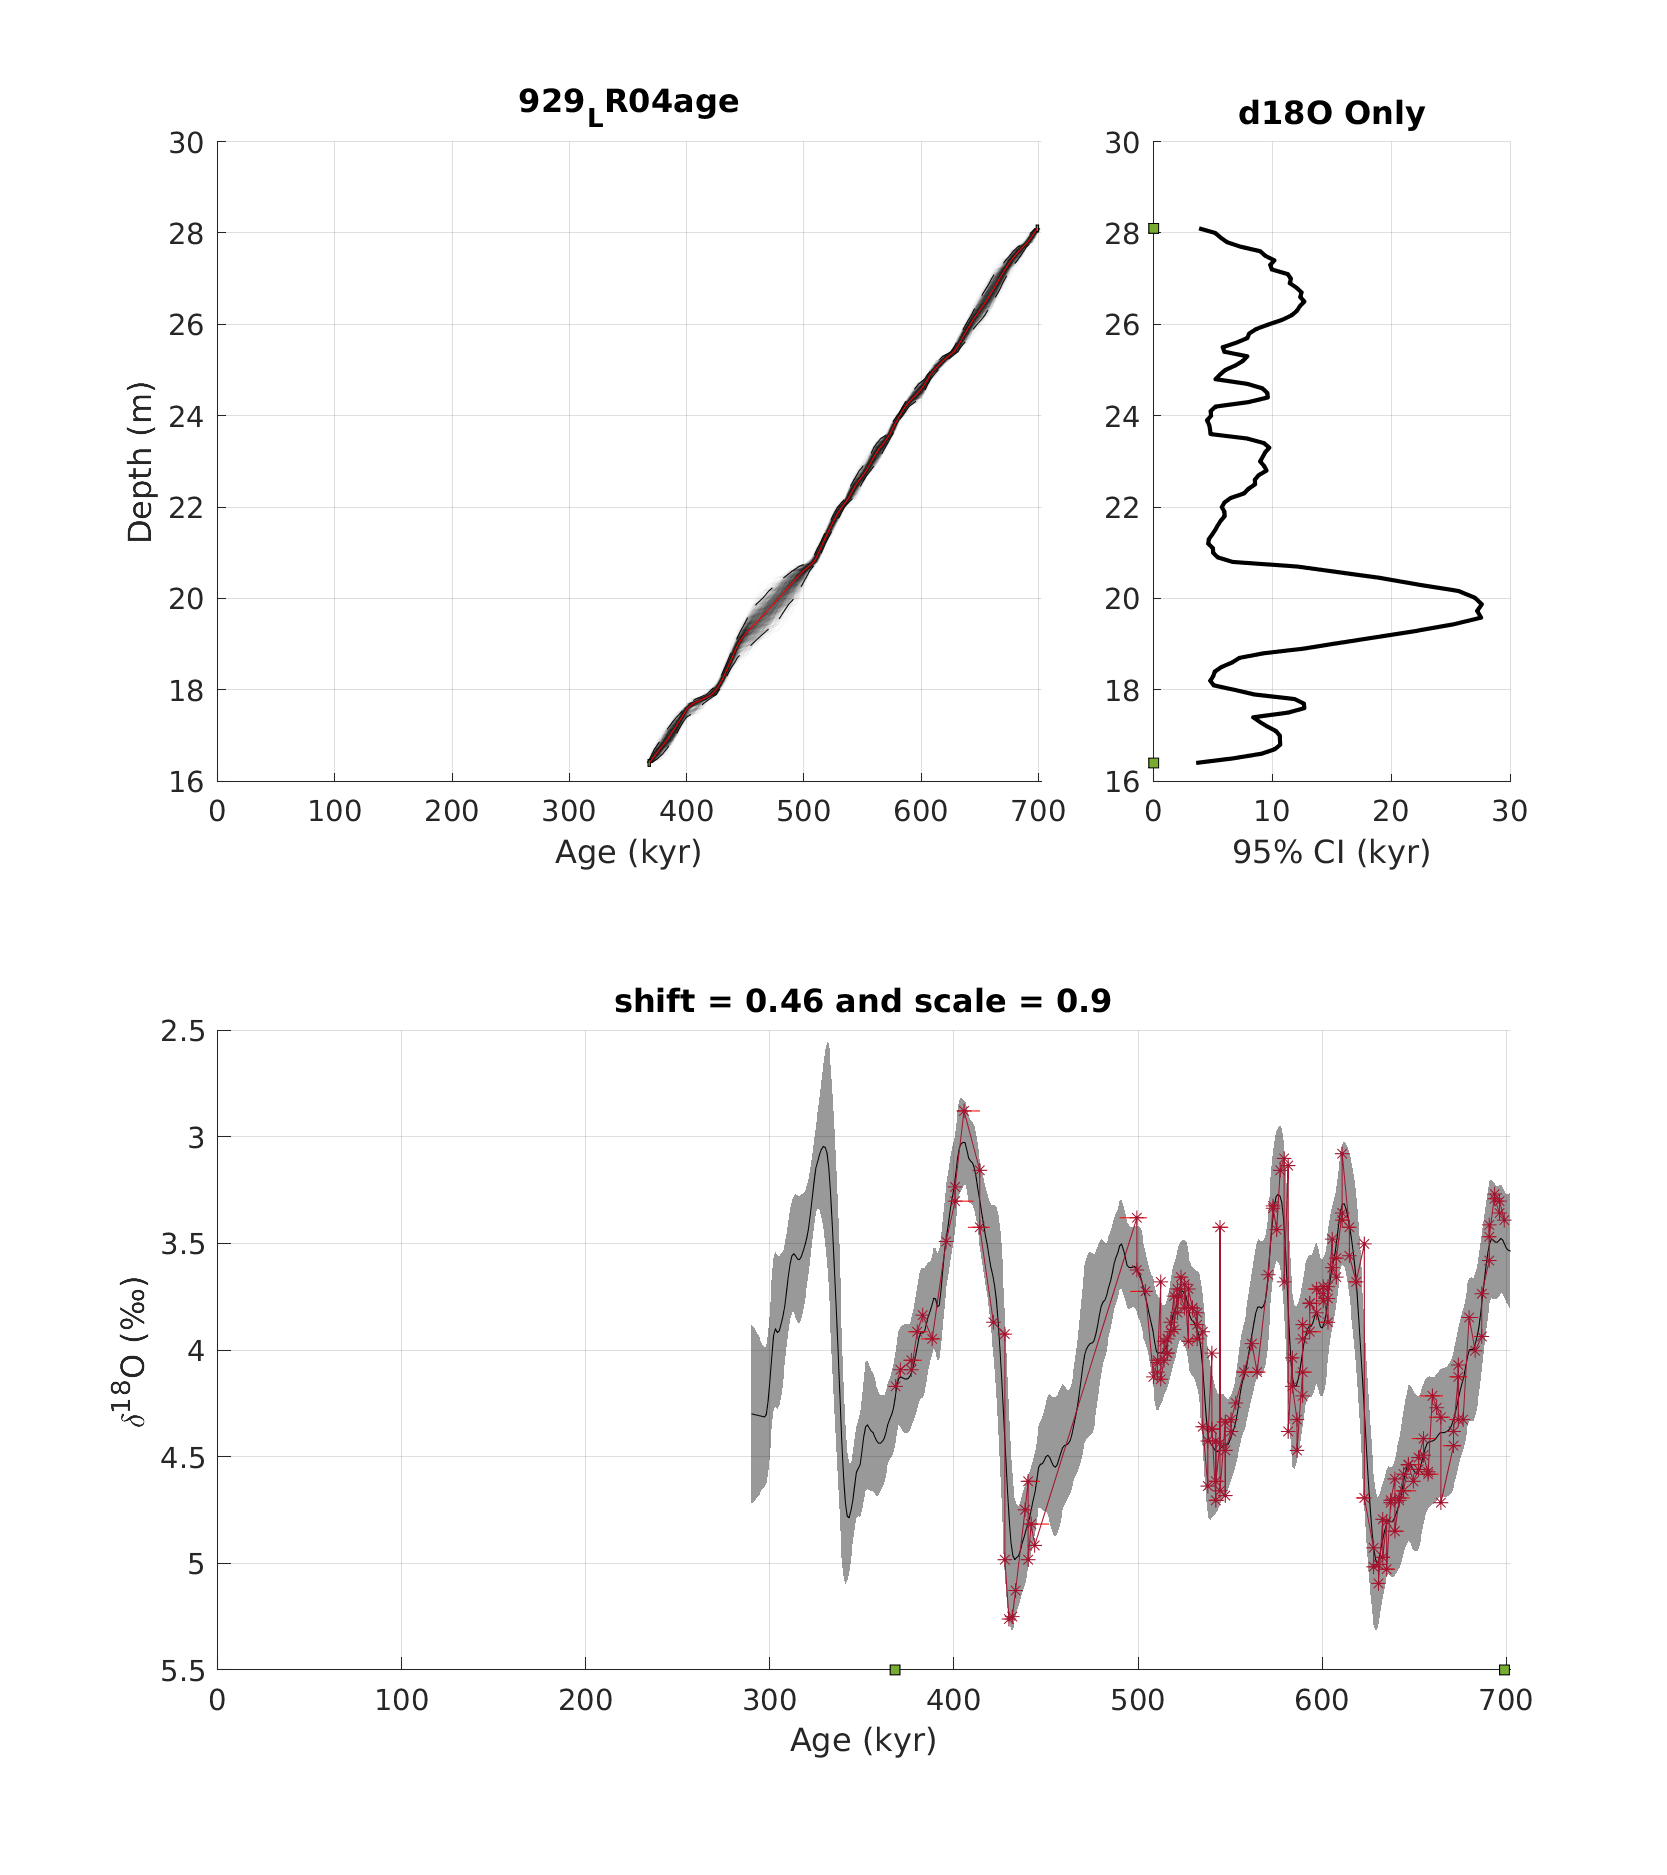 929LR04age
30
28
26
24
22
20
18
16
Depth (m)
0 100 200 300 400 500 600 700
Age (kyr)
d18O Only
30
28
26
24
22
20
18
16
0 10 20 30
95% CI (kyr)
shift = 0.46 and scale = 0.9
2.5
3
3.5
4
4.5
5
5.5
δ18O (‰)
0 100 200 300 400 500 600 700
Age (kyr)